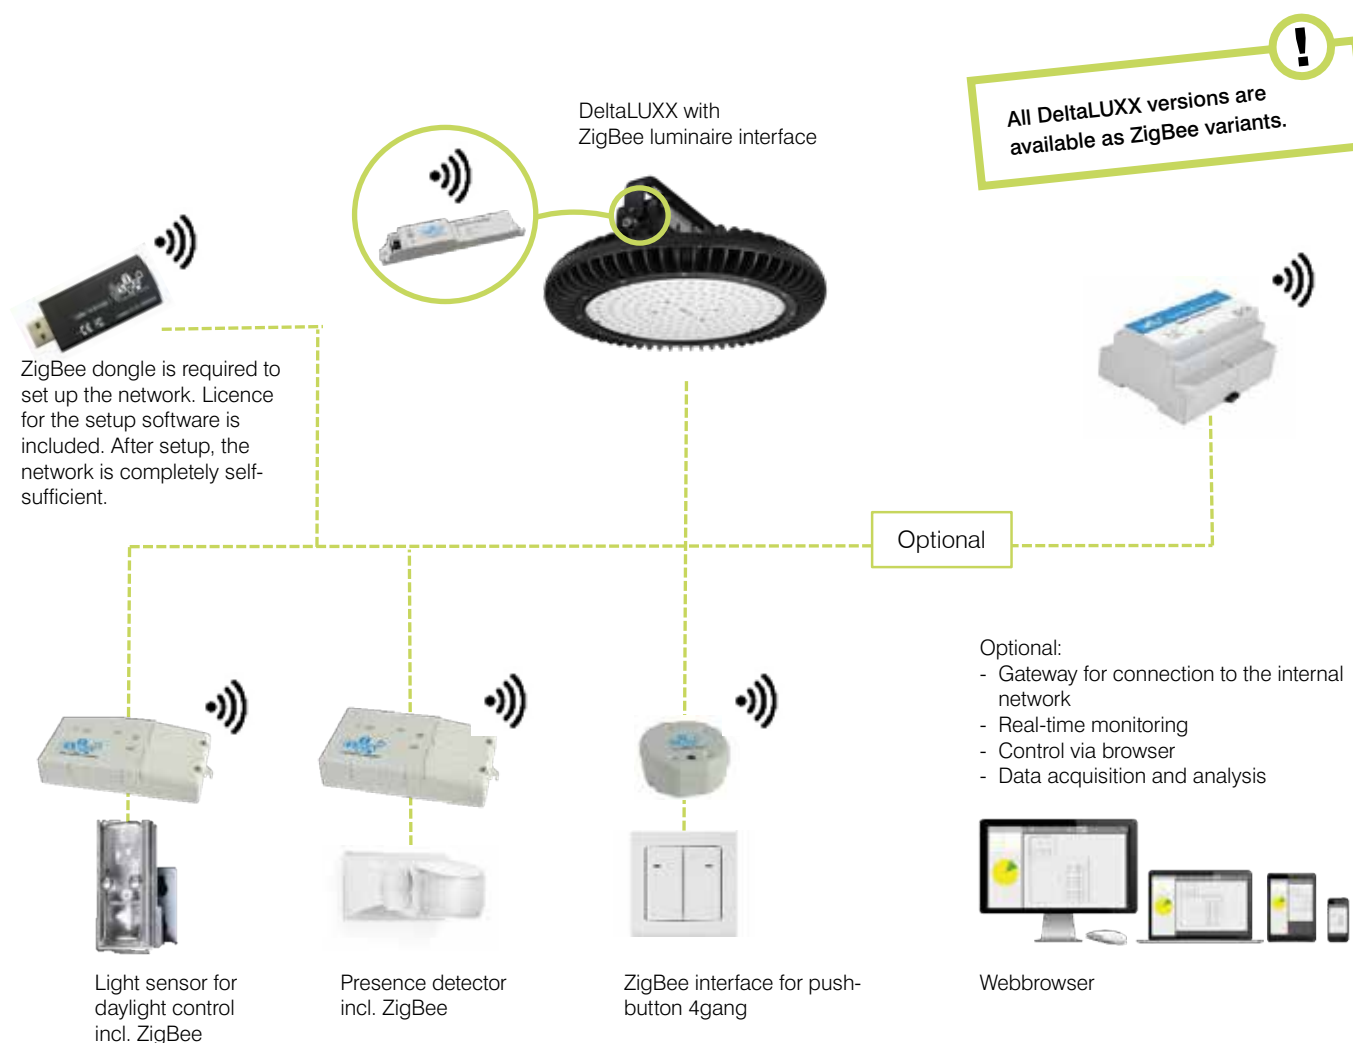 !
All DeltaLUXX versions are
available as ZigBee variants.
DeltaLUXX with
ZigBee luminaire interface
ZigBee dongle is required to
set up the network. Licence
for the setup software is
included. After setup, the
network is completely self-
sufficient.
Optional
Optional:
- Gateway for connection to the internal
network
- Real-time monitoring
- Control via browser
- Data acquisition and analysis
Light sensor for
daylight control
incl. ZigBee
Presence detector
incl. ZigBee
ZigBee interface for push-
button 4gang
Webbrowser